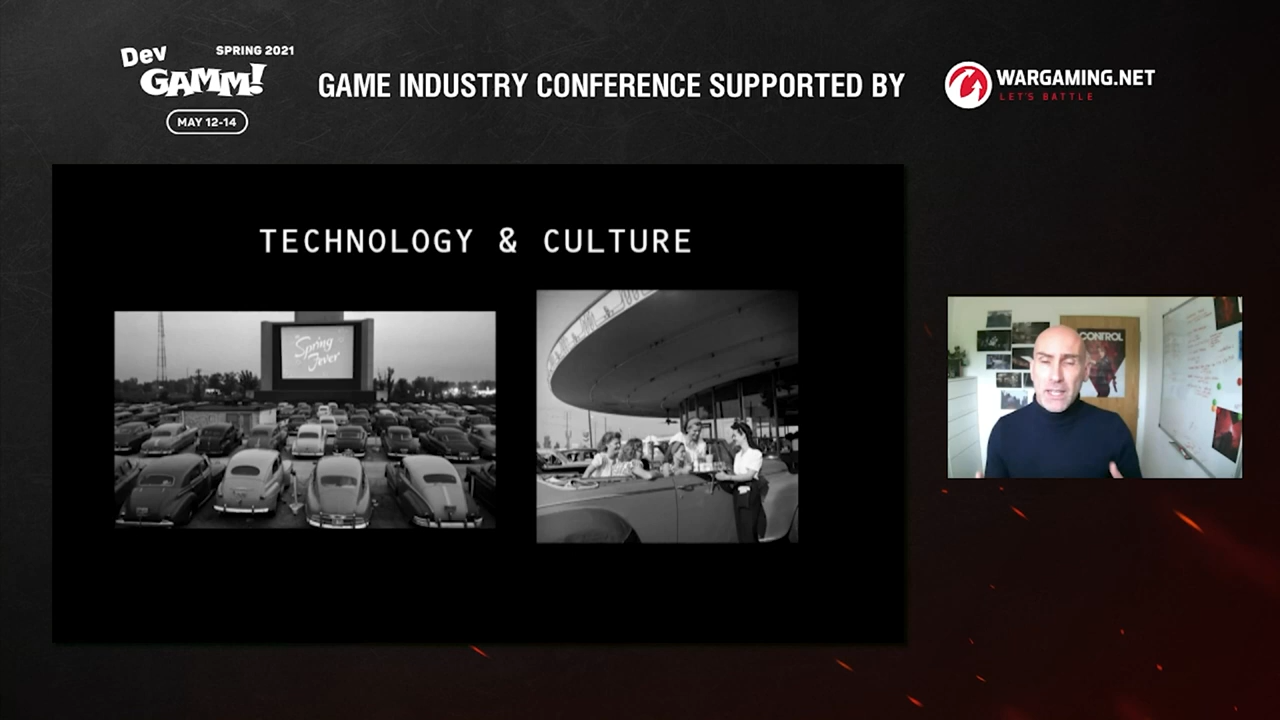 Dev
GAMM!
SPRING 2021
MAY 12-14
GAME INDUSTRY CONFERENCE SUPPORTED BY
WARGAMING.NET
LET'S BATTLE
TECHNOLOGY & CULTURE
Spring
Fever
CONTROL